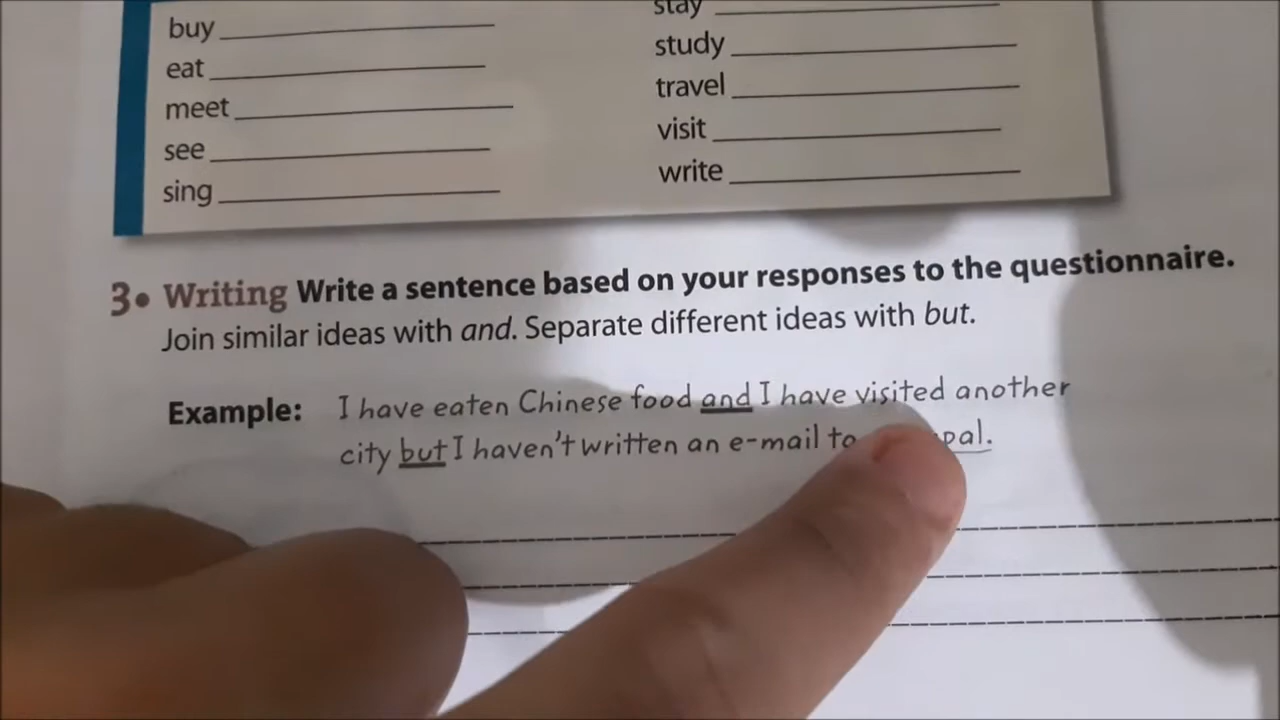 buy
eat
meet
see
sing
stay
study
travel
visit
write
3• Writing Write a sentence based on your responses to the questionnaire.
Join similar ideas with and. Separate different ideas with but.
Example: I have eaten Chinese food and I have visited another
city but I haven't written an e-mail to